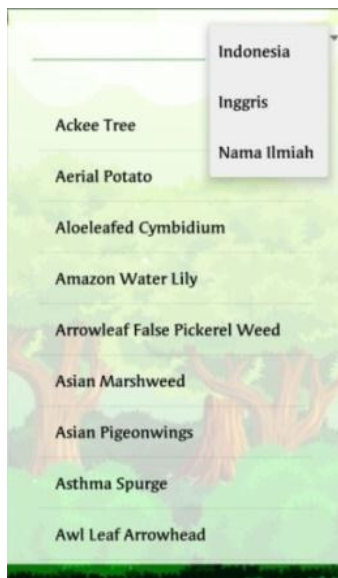 Indonesia
Inggris
Nama Ilmiah
Ackee Tree
Aerial Potato
Aloeleafed Cymbidium
Amazon Water Lily
Arrowleaf False Pickerel Weed
Asian Marshweed
Asian Pigeonwings
Asthma Spurge
Awl Leaf Arrowhead